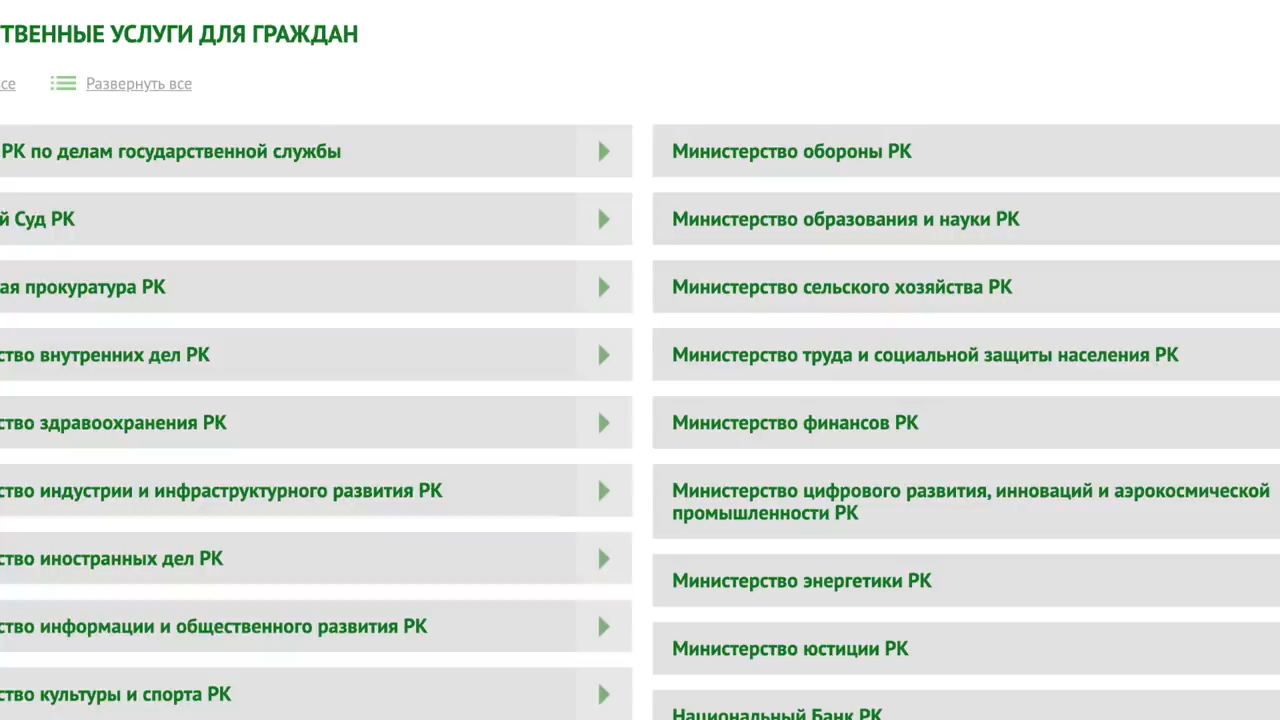 ТВЕННЫЕ УСЛУГИ ДЛЯ ГРАЖДАН
се
Развернуть все
РК по делам государственной службы
й Суд РК
ая прокуратура РК
ство внутренних дел РК
ство здравоохранения РК
ство индустрии и инфраструктурного развития РК
ство иностранных дел РК
ство информации и общественного развития РК
ство культуры и спорта РК
Министерство обороны РК
Министерство образования и науки РК
Министерство сельского хозяйства РК
Министерство труда и социальной защиты населения РК
Министерство финансов РК
Министерство цифрового развития, инноваций и аэрокосмической
промышленности РК
Министерство энергетики РК
Министерство юстиции РК
Национальный Банк РК